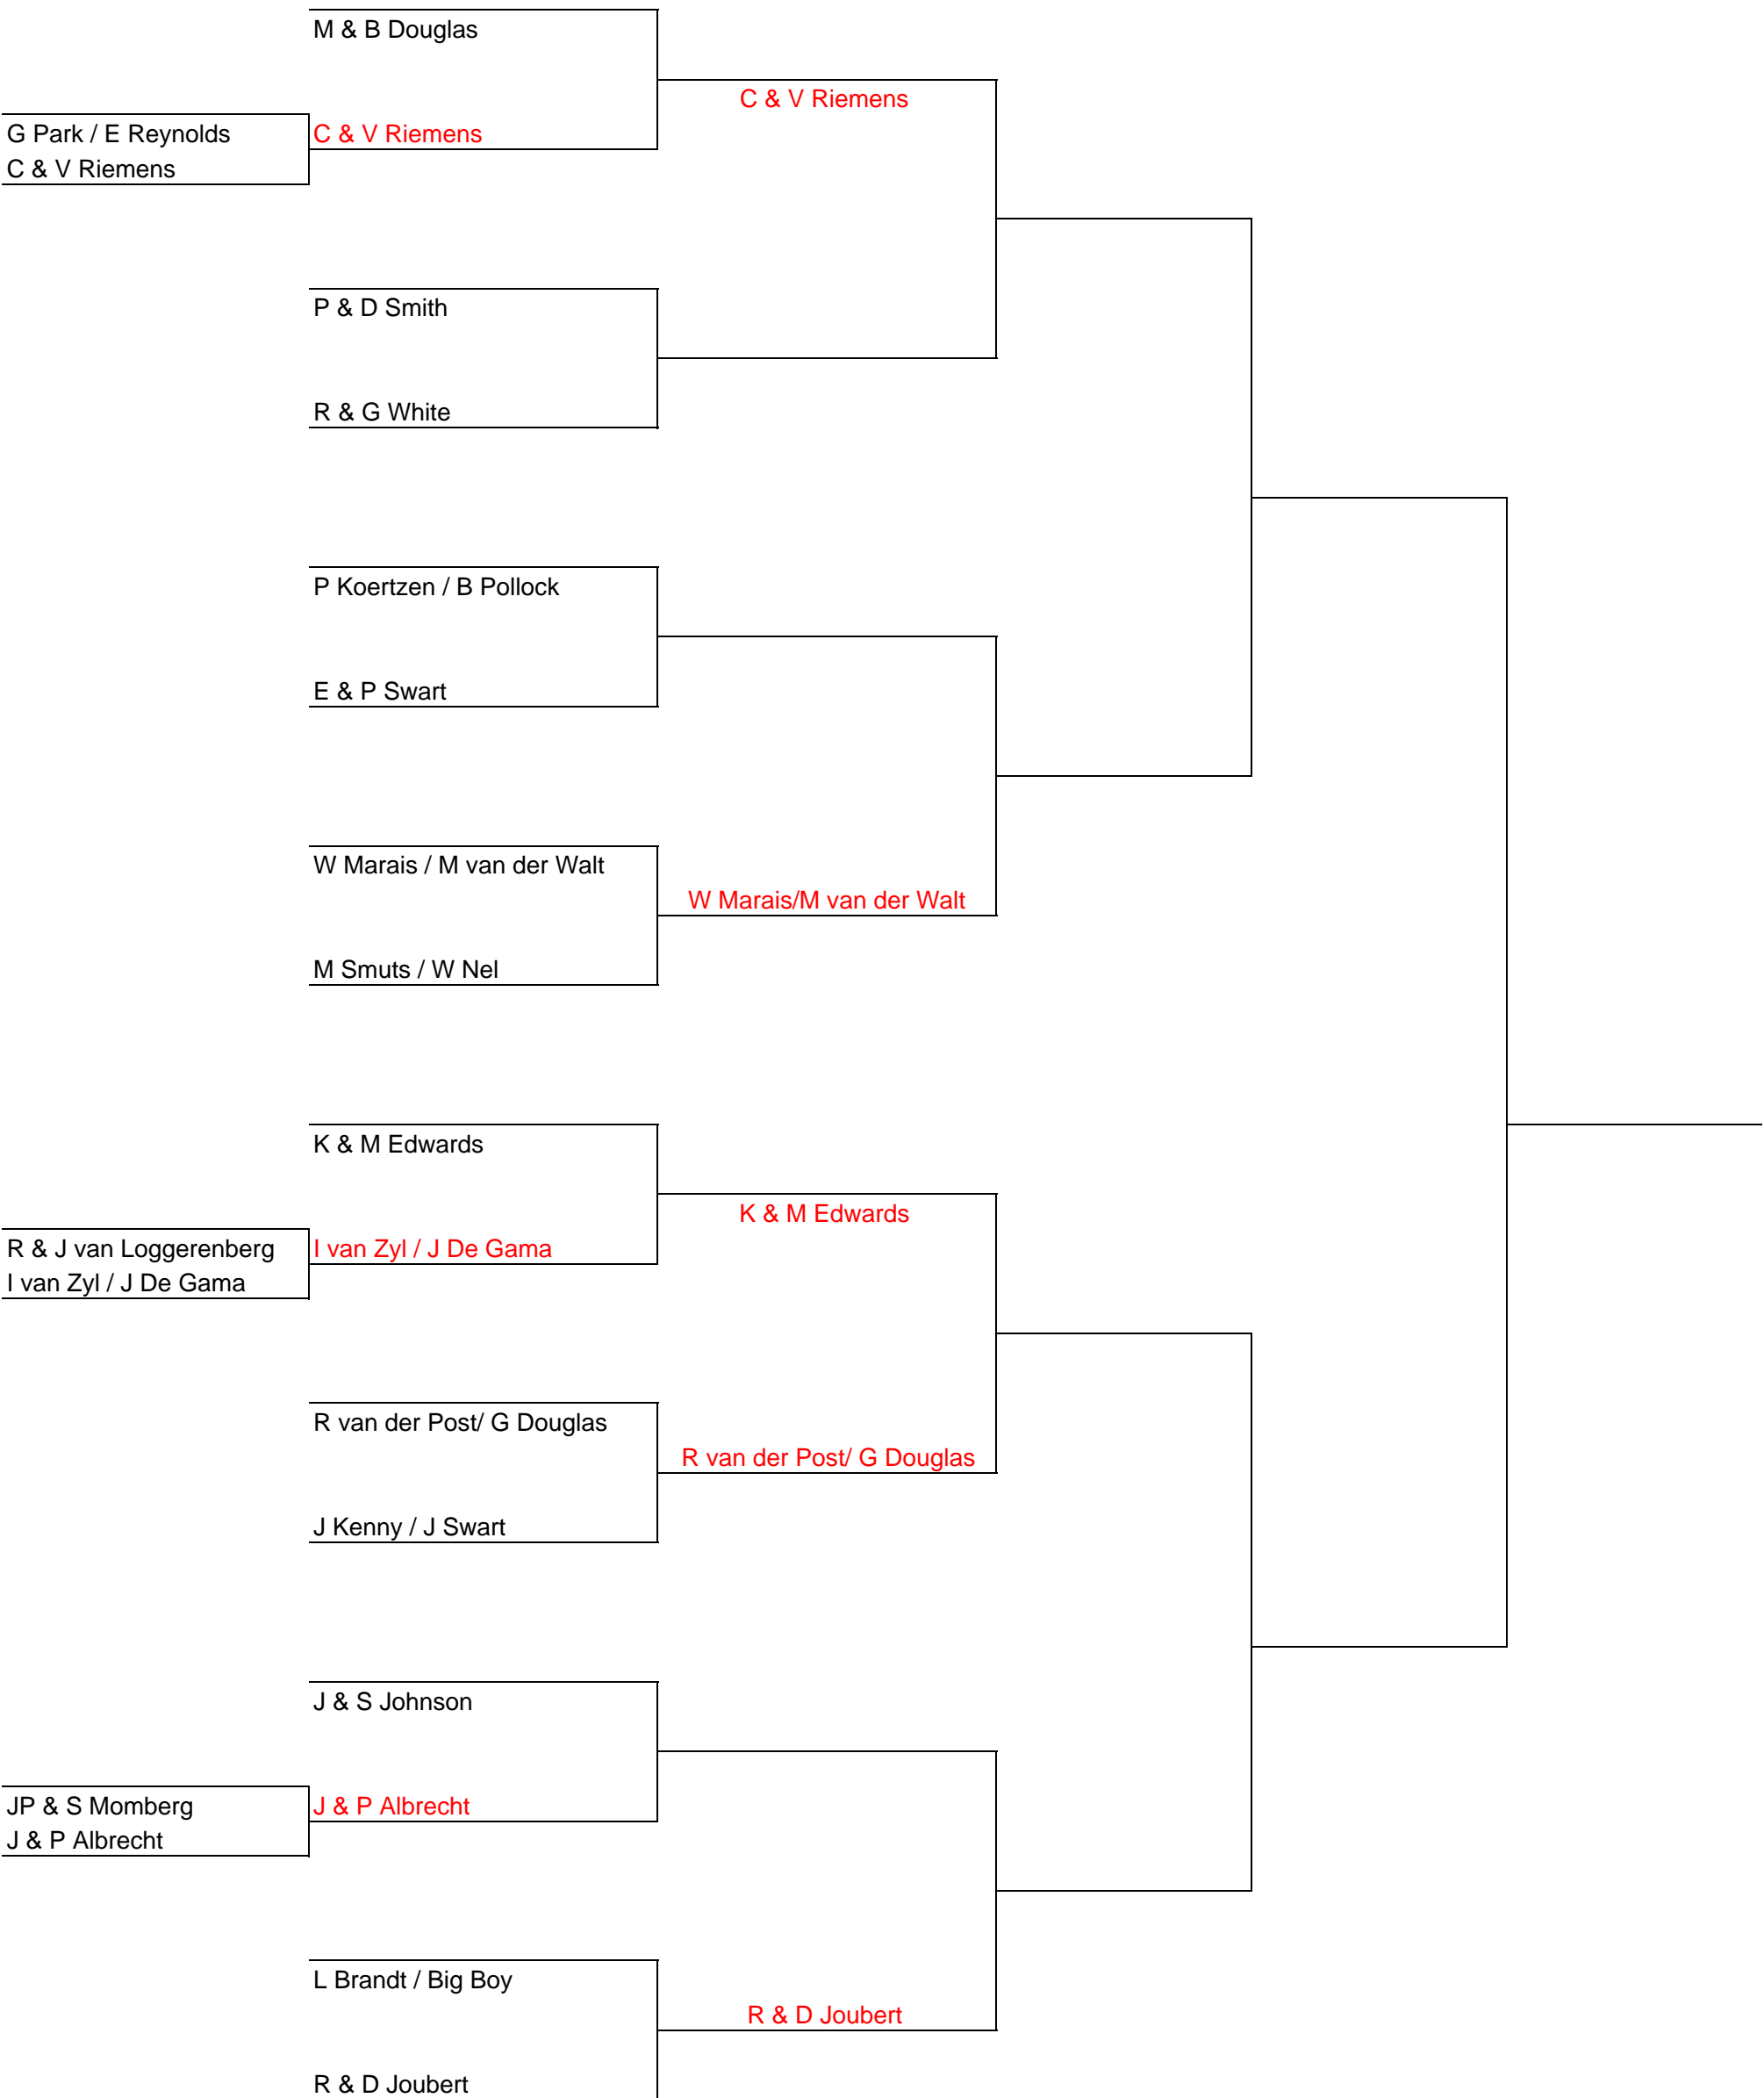 M & B Douglas
C & V Riemens
G Park / E Reynolds
C & V Riemens
C & V Riemens
P & D Smith
R & G White
P Koertzen / B Pollock
E & P Swart
W Marais / M van der Walt
W Marais/M van der Walt
M Smuts / W Nel
K & M Edwards
K & M Edwards
R & J van Loggerenberg
I van Zyl / J De Gama
I van Zyl / J De Gama
R van der Post/ G Douglas
R van der Post/ G Douglas
J Kenny / J Swart
J & S Johnson
JP & S Momberg
J & P Albrecht
J & P Albrecht
L Brandt / Big Boy
R & D Joubert
R & D Joubert